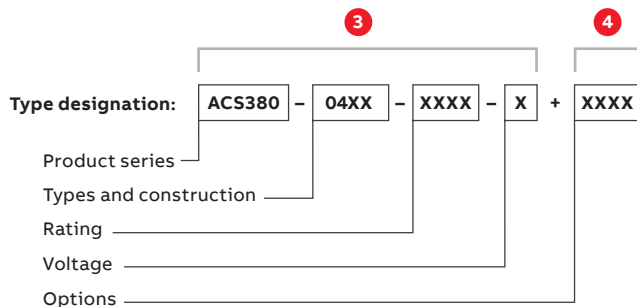 3 4
Type designation: ACS380 – 04XX – XXXX – X + XXXX
Product series
Types and construction
Rating
Voltage
Options